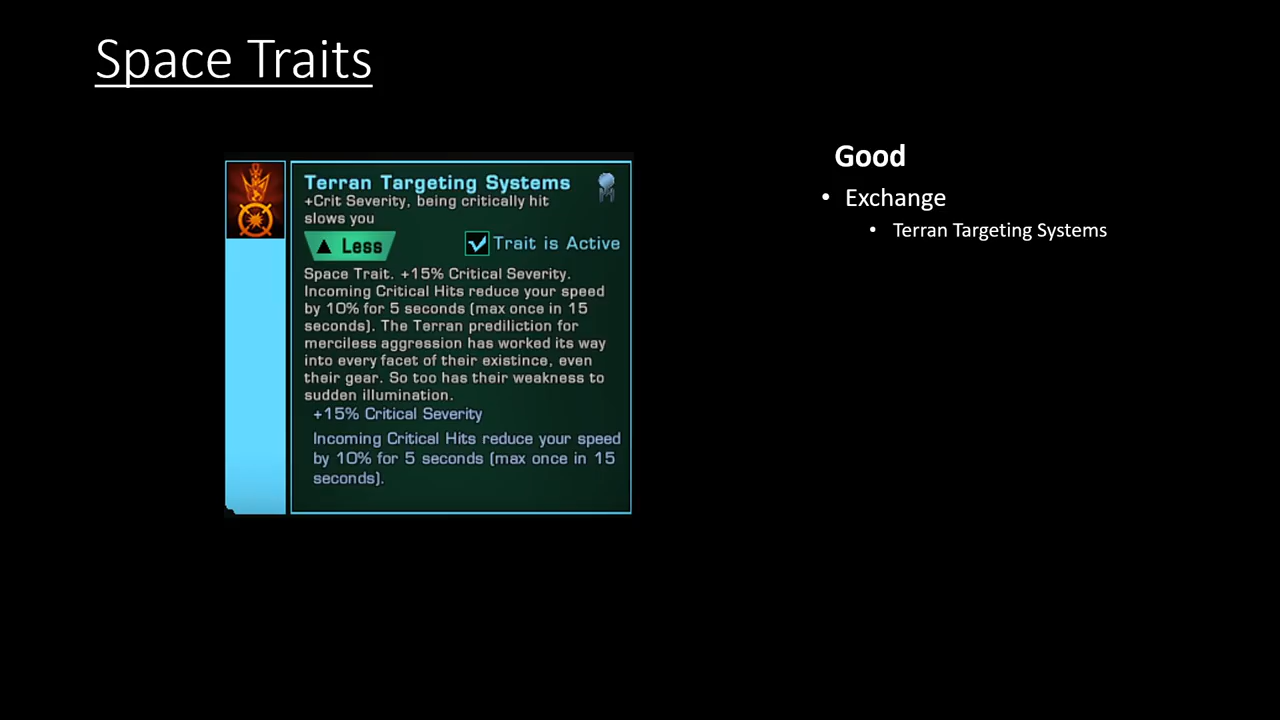 Space Traits
Terran Targeting Systems
+Crit Severity, being critically hit
slows you
▲ Less
Trait is Active
Space Trait. +15% Critical Severity.
Incoming Critical Hits reduce your speed
by 10% for 5 seconds (max once in 15
seconds). The Terran prediliction for
merciless aggression has worked its way
into every facet of their existince, even
their gear. So too has their weakness to
sudden illumination.
+15% Critical Severity
Incoming Critical Hits reduce your speed
by 10% for 5 seconds (max once in 15
seconds).
Good
• Exchange
• Terran Targeting Systems